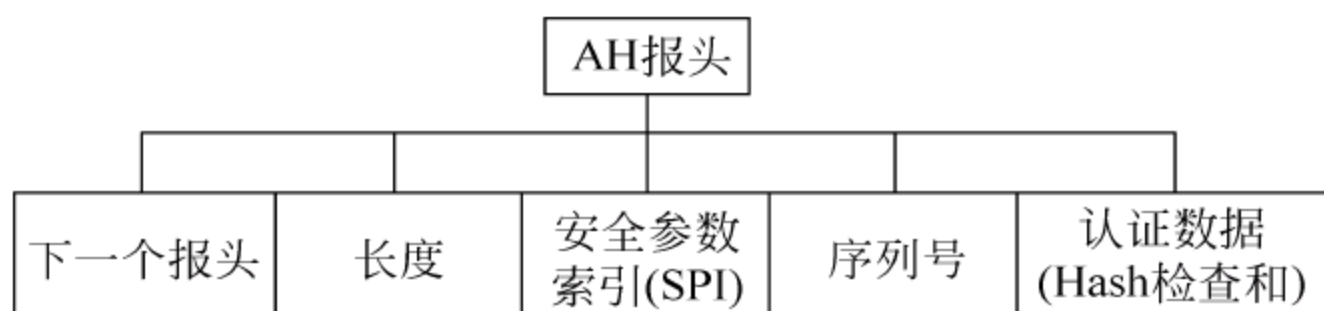 AH报头
下一个报头
长度
安全参数
索引(SPI)
序列号
认证数据
(Hash检查和)